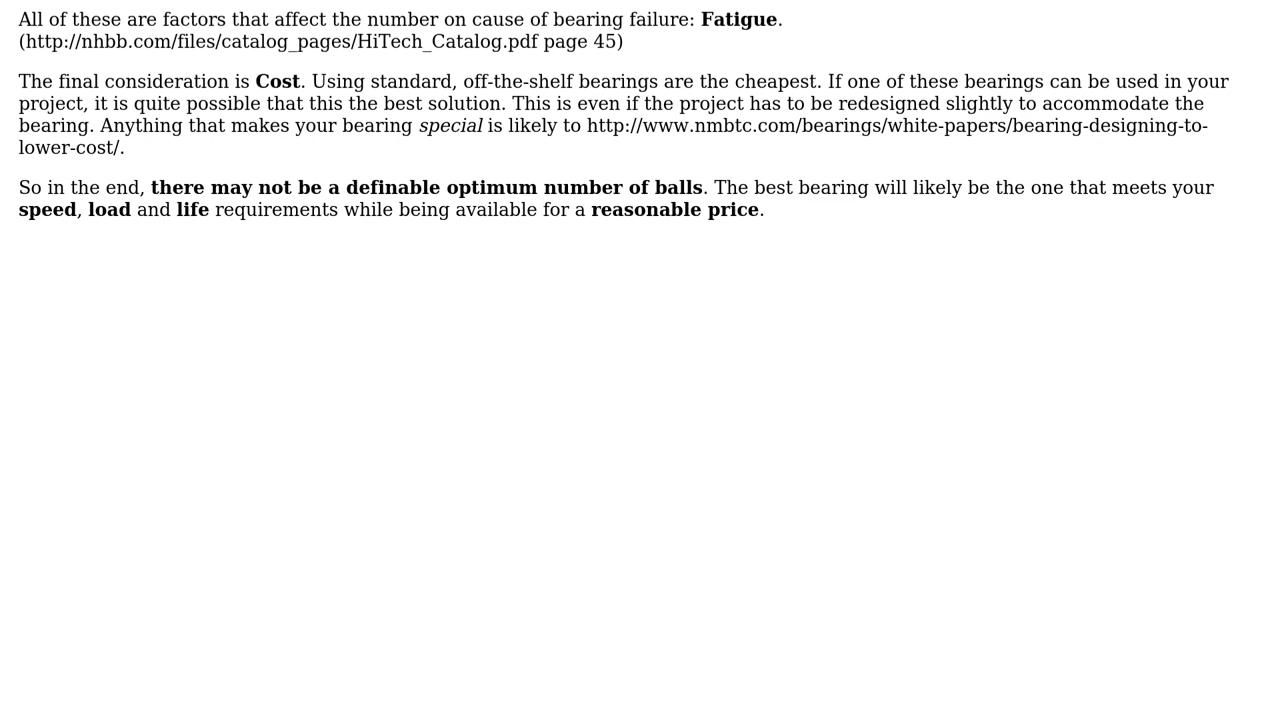 All of these are factors that affect the number on cause of bearing failure: Fatigue.
(http://nhbb.com/files/catalog_pages/HiTech_Catalog.pdf page 45)
The final consideration is Cost. Using standard, off-the-shelf bearings are the cheapest. If one of these bearings can be used in your
project, it is quite possible that this the best solution. This is even if the project has to be redesigned slightly to accommodate the
bearing. Anything that makes your bearing special is likely to http://www.nmbtc.com/bearings/white-papers/bearing-designing-to-
lower-cost/.
So in the end, there may not be a definable optimum number of balls. The best bearing will likely be the one that meets your
speed, load and life requirements while being available for a reasonable price.